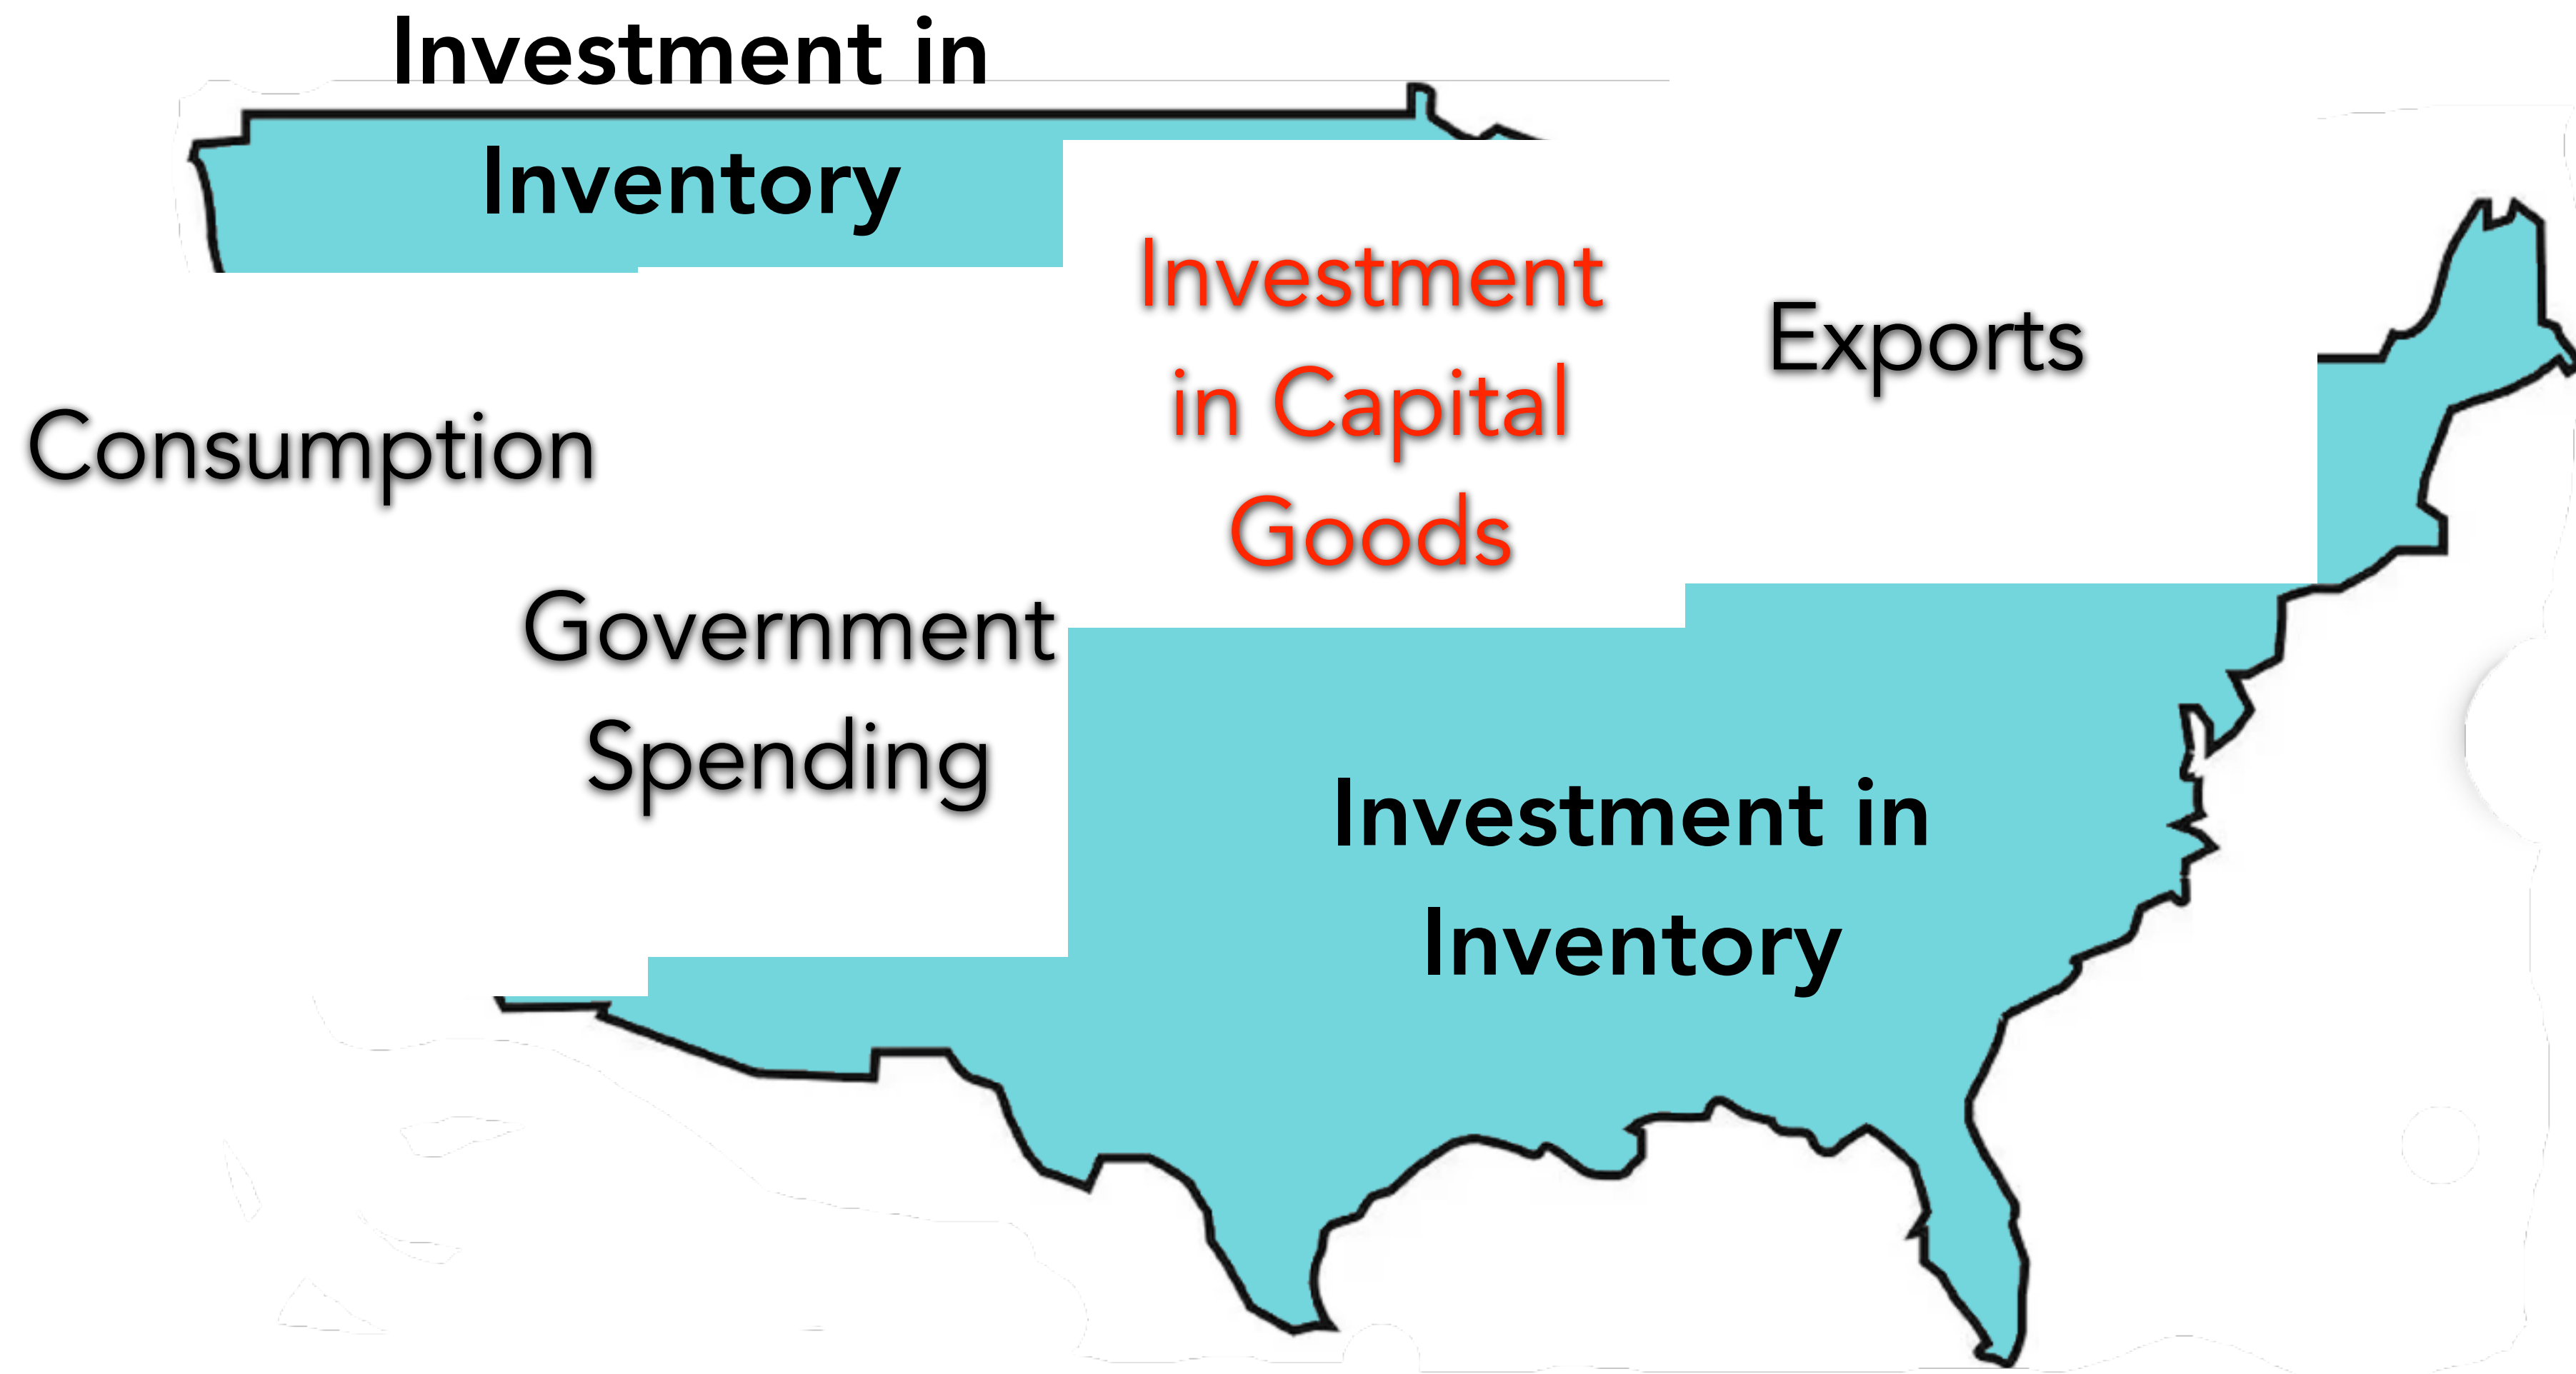 Investment in
Inventory
Consumption
Government
Spending
Investment
in Capital
Goods
Exports
Investment in
Inventory